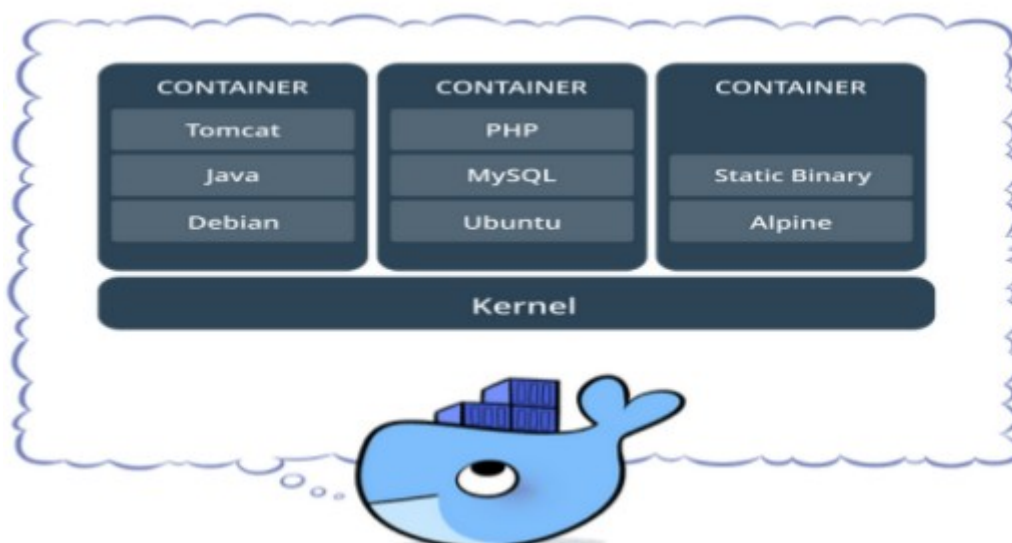 CONTAINER
Tomcat
Java
Debian
CONTAINER
PHP
MySQL
Ubuntu
CONTAINER
Static Binary
Alpine
Kernel